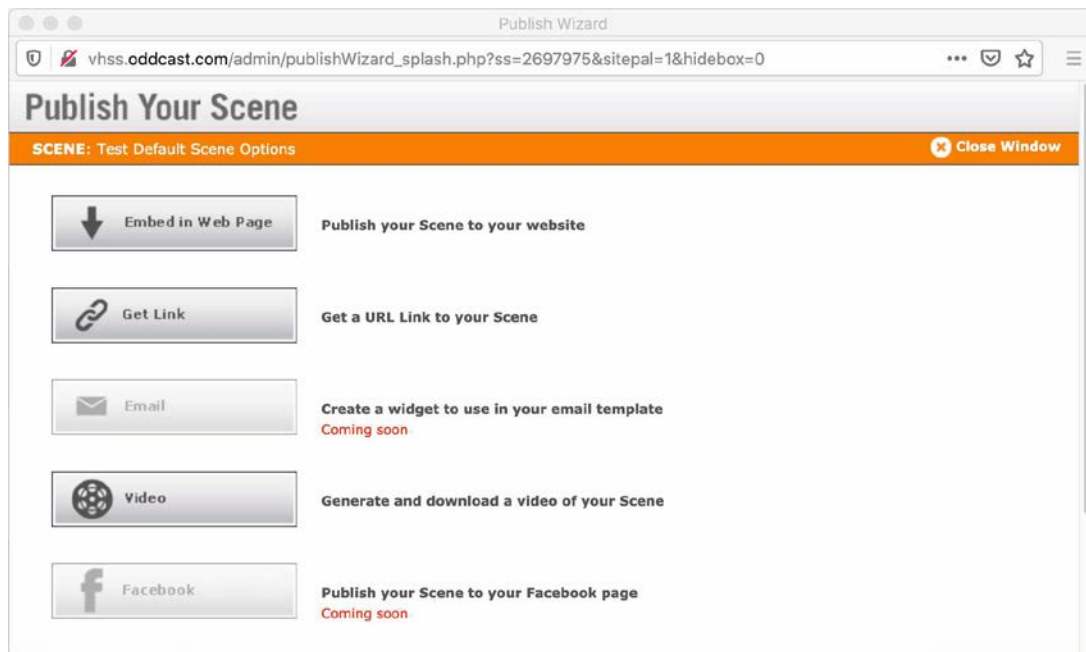 Publish Wizard
vhss.oddcast.com/admin/publishWizard_splash.php?ss=2697975&sitepal=1&hidebox=0
Publish Your Scene
SCENE: Test Default Scene Options
Close Window
Embed in Web Page
Publish your Scene to your website
Get Link
Get a URL Link to your Scene
Email
Create a widget to use in your email template
Coming soon
Video
Generate and download a video of your Scene
Facebook
Publish your Scene to your Facebook page
Coming soon